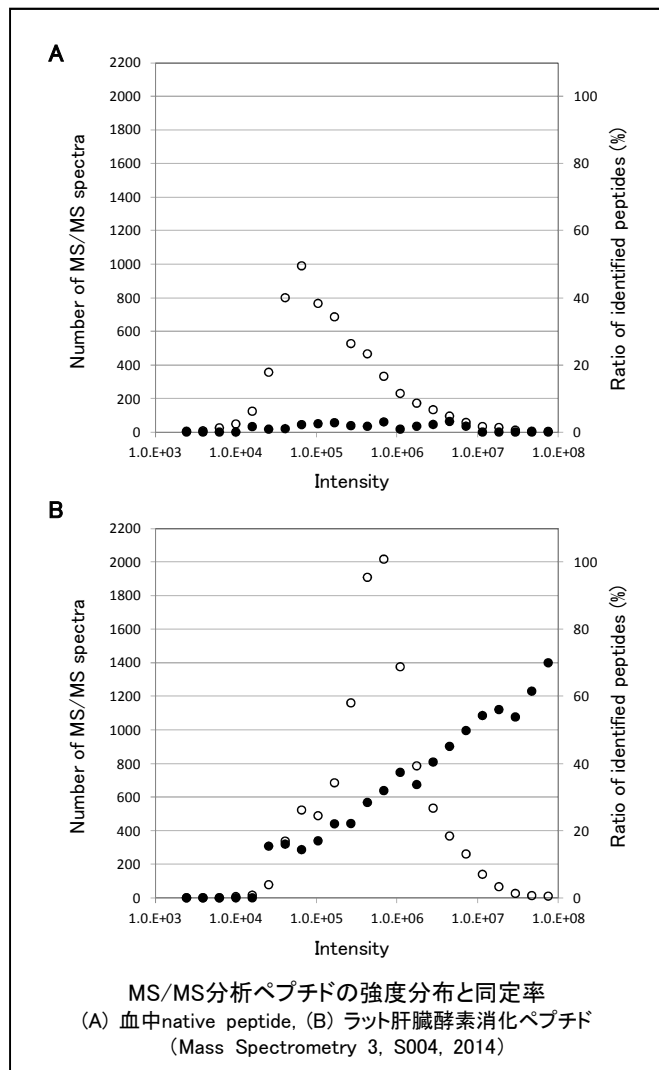 A
2200
2000
1800
1600
1400
1200
1000
800
600
400
200
0
Number of MS/MS spectra
100
80
60
40
20
0
Ratio of identified peptides (%)
1.0.E+03 1.0.E+04 1.0.E+05 1.0.E+06 1.0.E+07 1.0.E+08
Intensity
B
2200
2000
1800
1600
1400
1200
1000
800
600
400
200
0
Number of MS/MS spectra
100
80
60
40
20
0
Ratio of identified peptides (%)
1.0.E+03 1.0.E+04 1.0.E+05 1.0.E+06 1.0.E+07 1.0.E+08
Intensity
MS/MS分析ペプチドの強度分布と同定率
(A) 血中native peptide, (B) ラット肝臓酵素消化ペプチド
(Mass Spectrometry 3, S004, 2014)